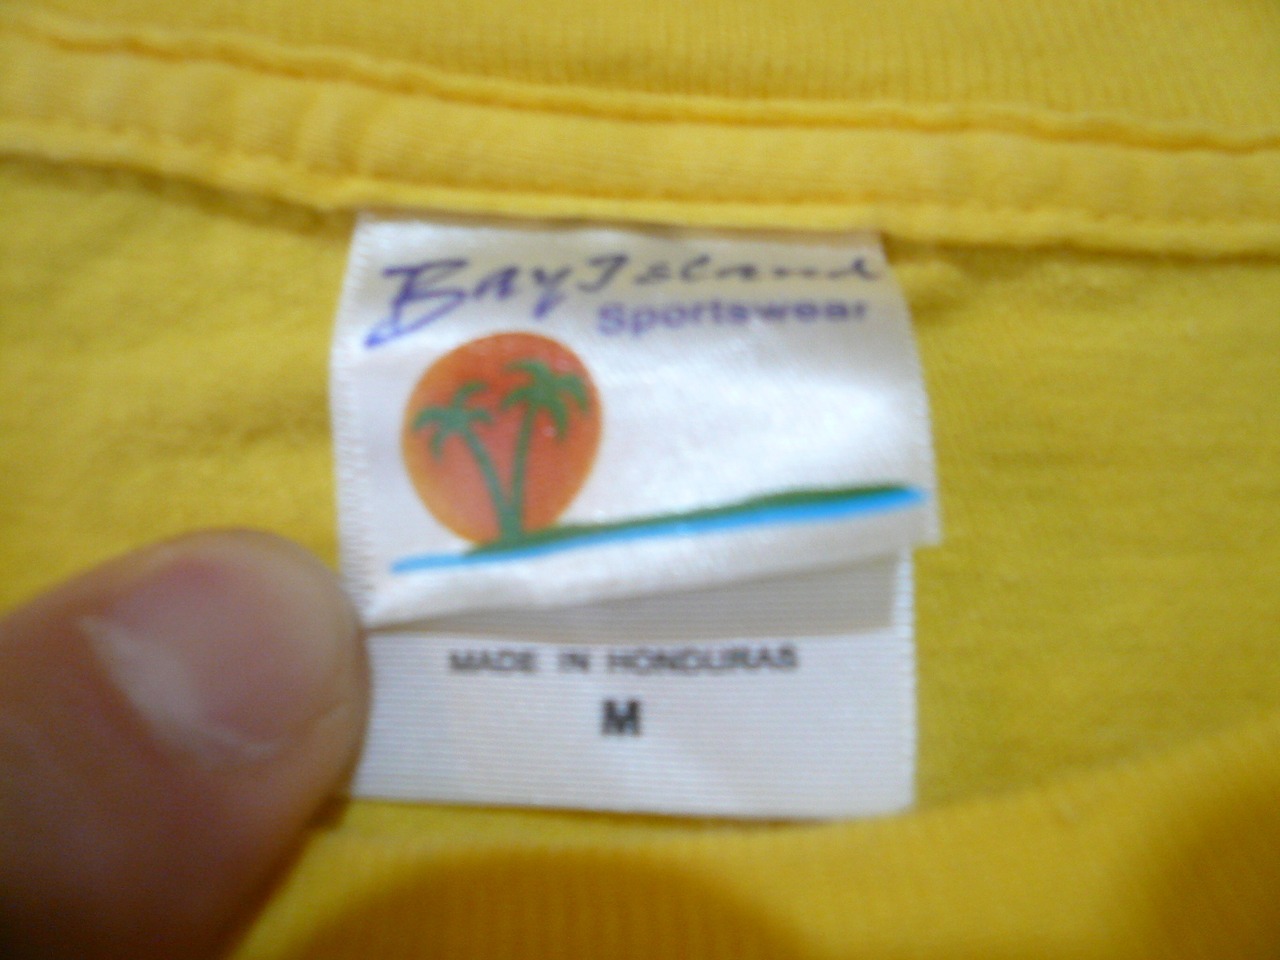 Bay Island
Sportswear
MADE IN HONDURAS
M